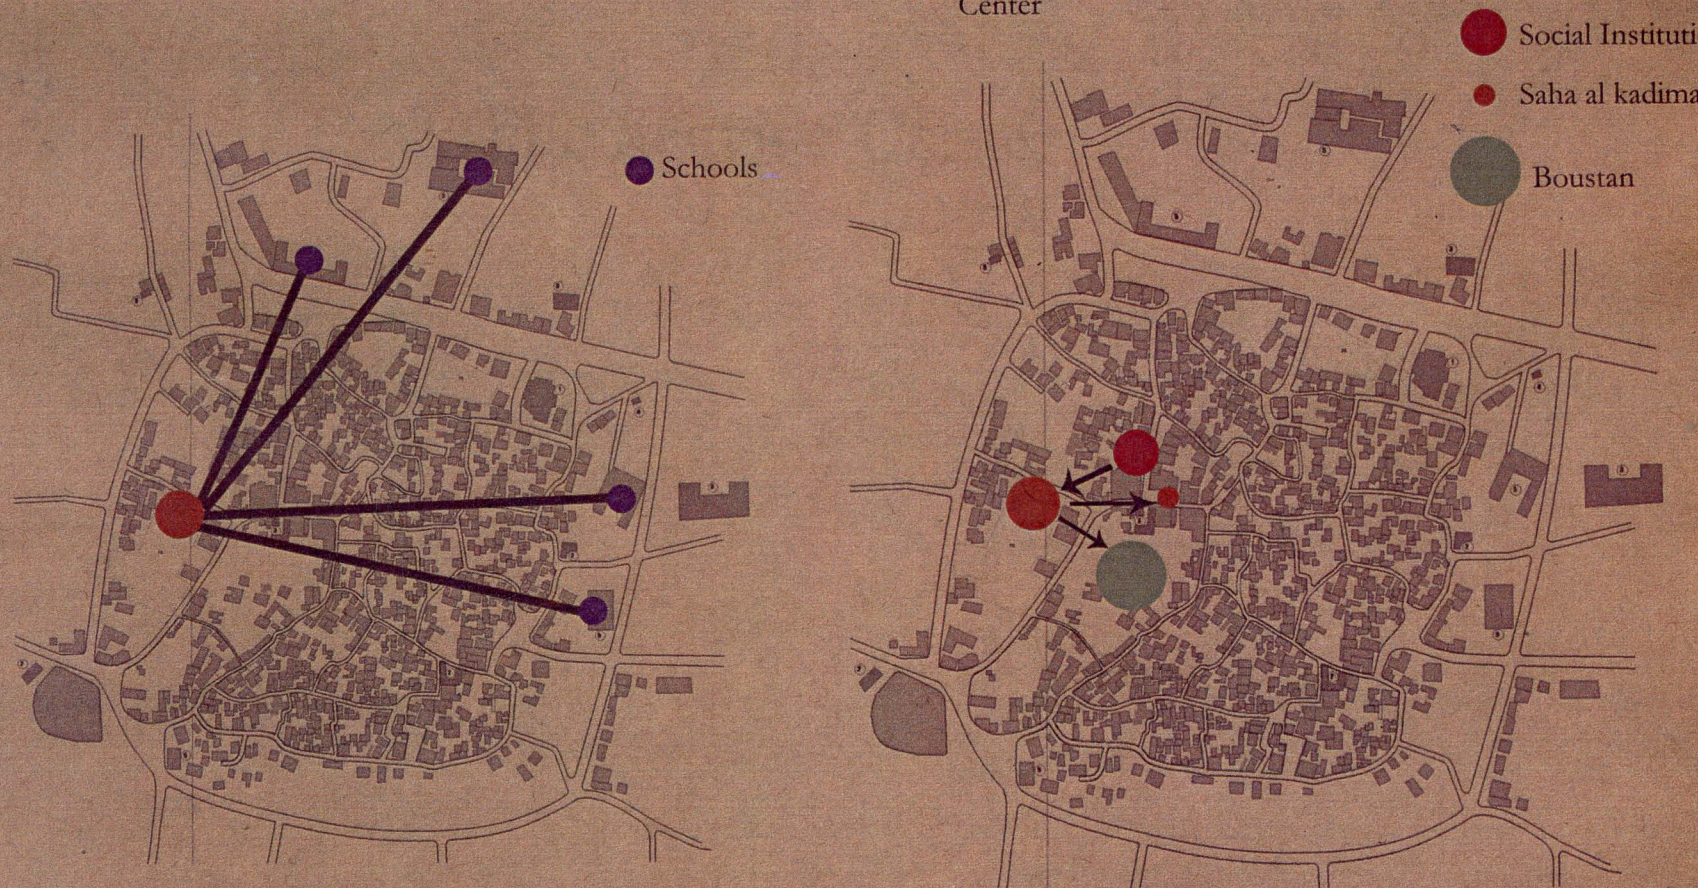 Center
Social Instituti
Saha al kadima
Schools
Boustan